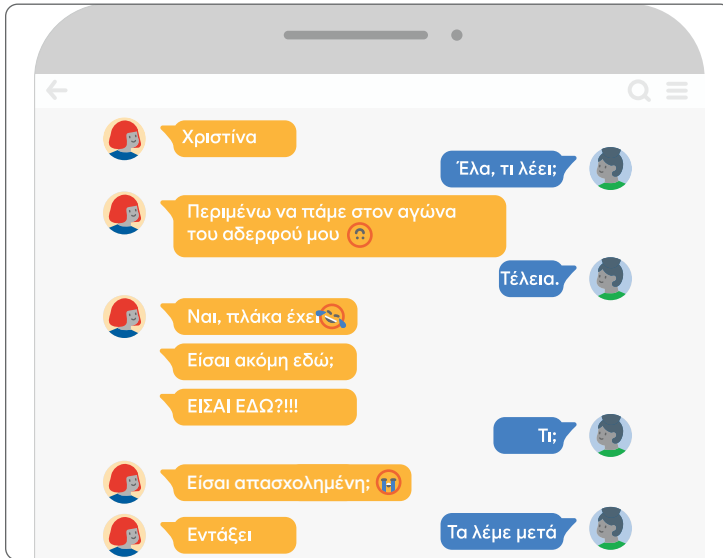 Χριστίνα
Έλα, τι λέει;
Περιμένω να πάμε στον αγώνα
του αδερφού μου 🙃
Τέλεια.
Ναι, πλάκα έχει 😂
Είσαι ακόμη εδώ;
ΕΙΣΑΙ ΕΔΩ?!!!
Τι;
Είσαι απασχολημένη; 😭
Τα λέμε μετά
Εντάξει